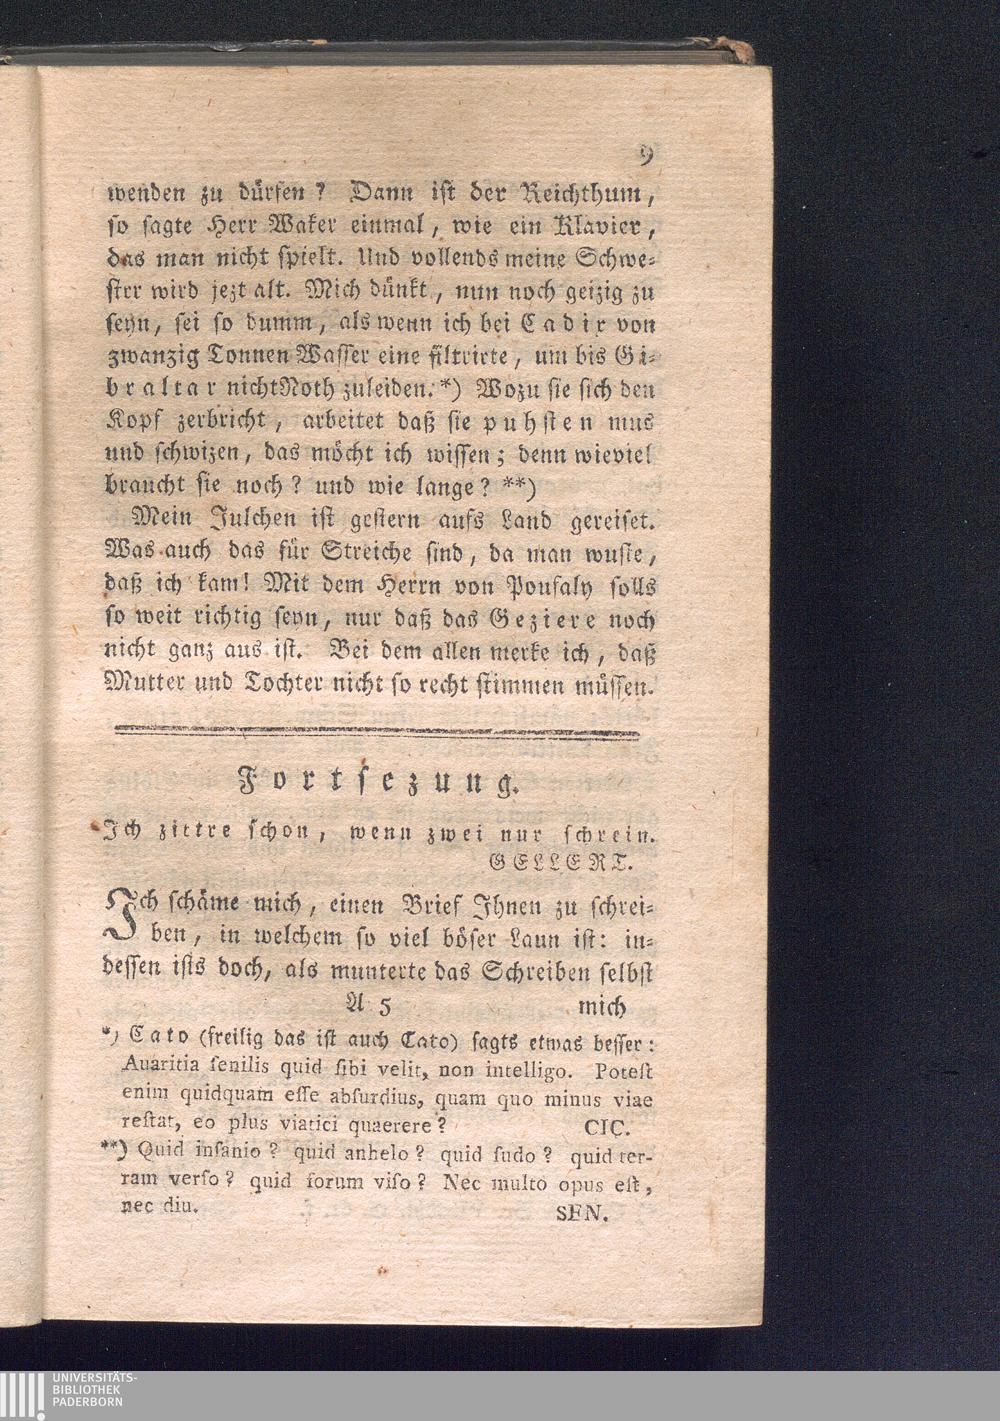 9
wenden zu dürfen? Dann ist der Reichthum,
so sagte Herr Waker einmal, wie ein Klavier,
das man nicht spielt. Und vollends meine Schwe-
ster wird jezt alt. Mich dünkt, nun noch geizig zu
seyn, sei so dumm, als wenn ich bei Cadix von
zwanzig Tonnen Wasser eine filtrirte, um bis Gi-
braltar nicht Noth zuleiden.*) Wozu sie sich den
Kopf zerbricht, arbeitet daß sie puhsten mus
und schwizen, das möcht ich wissen; denn wieviel
braucht sie noch? und wie lange? **)
Mein Julchen ist gestern aufs Land gereiset.
Was auch das für Streiche sind, da man wuste,
daß ich kam! Mit dem Herrn von Poufaly solls
so weit richtig seyn, nur daß das Geziere noch
nicht ganz aus ist. Bei dem allen merke ich, daß
Mutter und Tochter nicht so recht stimmen müssen.
Fortsezung.
Ich zittre schon, wenn zwei nur schrein.
GELLERT.
Ich schäme mich, einen Brief Ihnen zu schrei-
ben, in welchem so viel böser Laun ist: in-
dessen ists doch, als munterte das Schreiben selbst
A 5 mich
*) Cato (freilig das ist auch Cato) sagts etwas besser:
Auaritia ſenilis quid ſibi velit, non intelligo. Poteſt
enim quidquam eſſe abſurdius, quam quo minus viae
reſtat, eo plus viatici quaerere? CIC.
**) Quid inſanio? quid anhelo? quid ſudo? quid ter-
ram verſo? quid forum viſo? Nec multo opus eſt,
nec diu. SEN.
UNIVERSITÄTS-
BIBLIOTHEK
PADERBORN